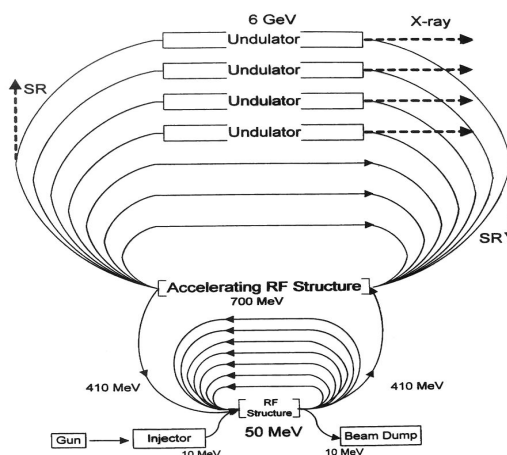 6 GeV
X-ray
Undulator
SR
Undulator
Undulator
Undulator
SR
Accelerating RF Structure
700 MeV
410 MeV
410 MeV
RF
Structure
50 MeV
Gun
Injector
Beam Dump
10 MeV
10 MeV